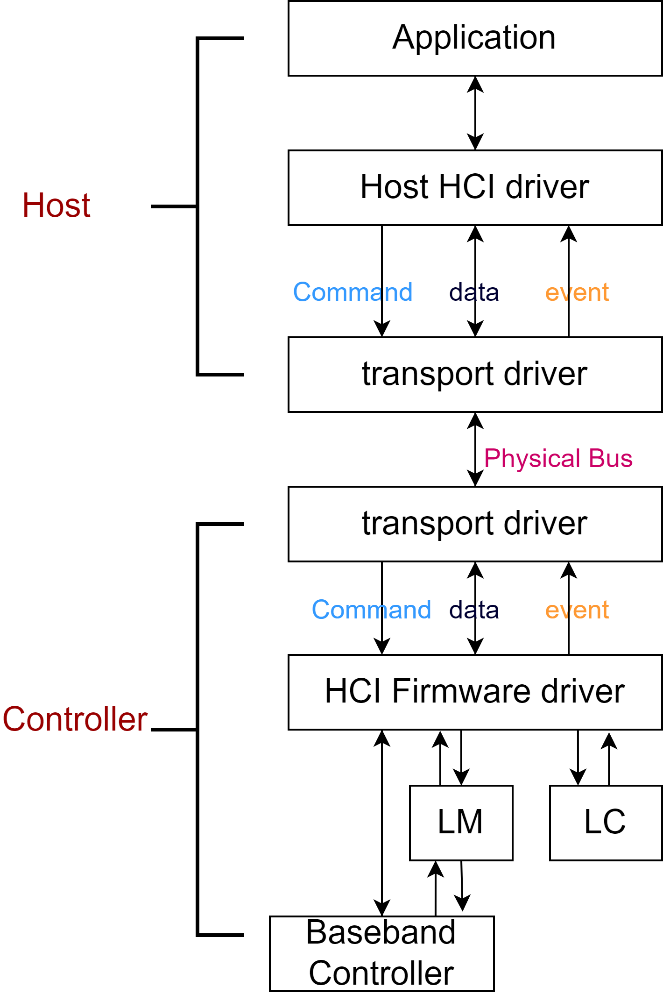 Application
Host HCI driver
Host
Command data event
transport driver
Physical Bus
transport driver
Command data event
HCI Firmware driver
Controller
LM LC
Baseband
Controller